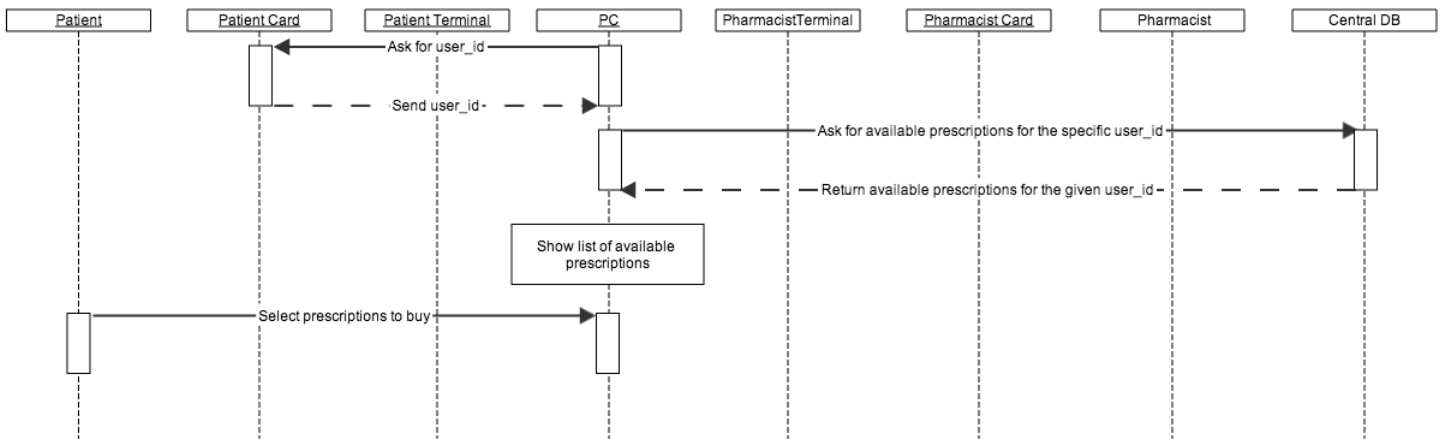 Patient
Patient Card
Patient Terminal
PC
PharmacistTerminal
Pharmacist Card
Pharmacist
Central DB
Ask for user_id
Send user_id
Ask for available prescriptions for the specific user_id
Return available prescriptions for the given user_id
Show list of available
prescriptions
Select prescriptions to buy